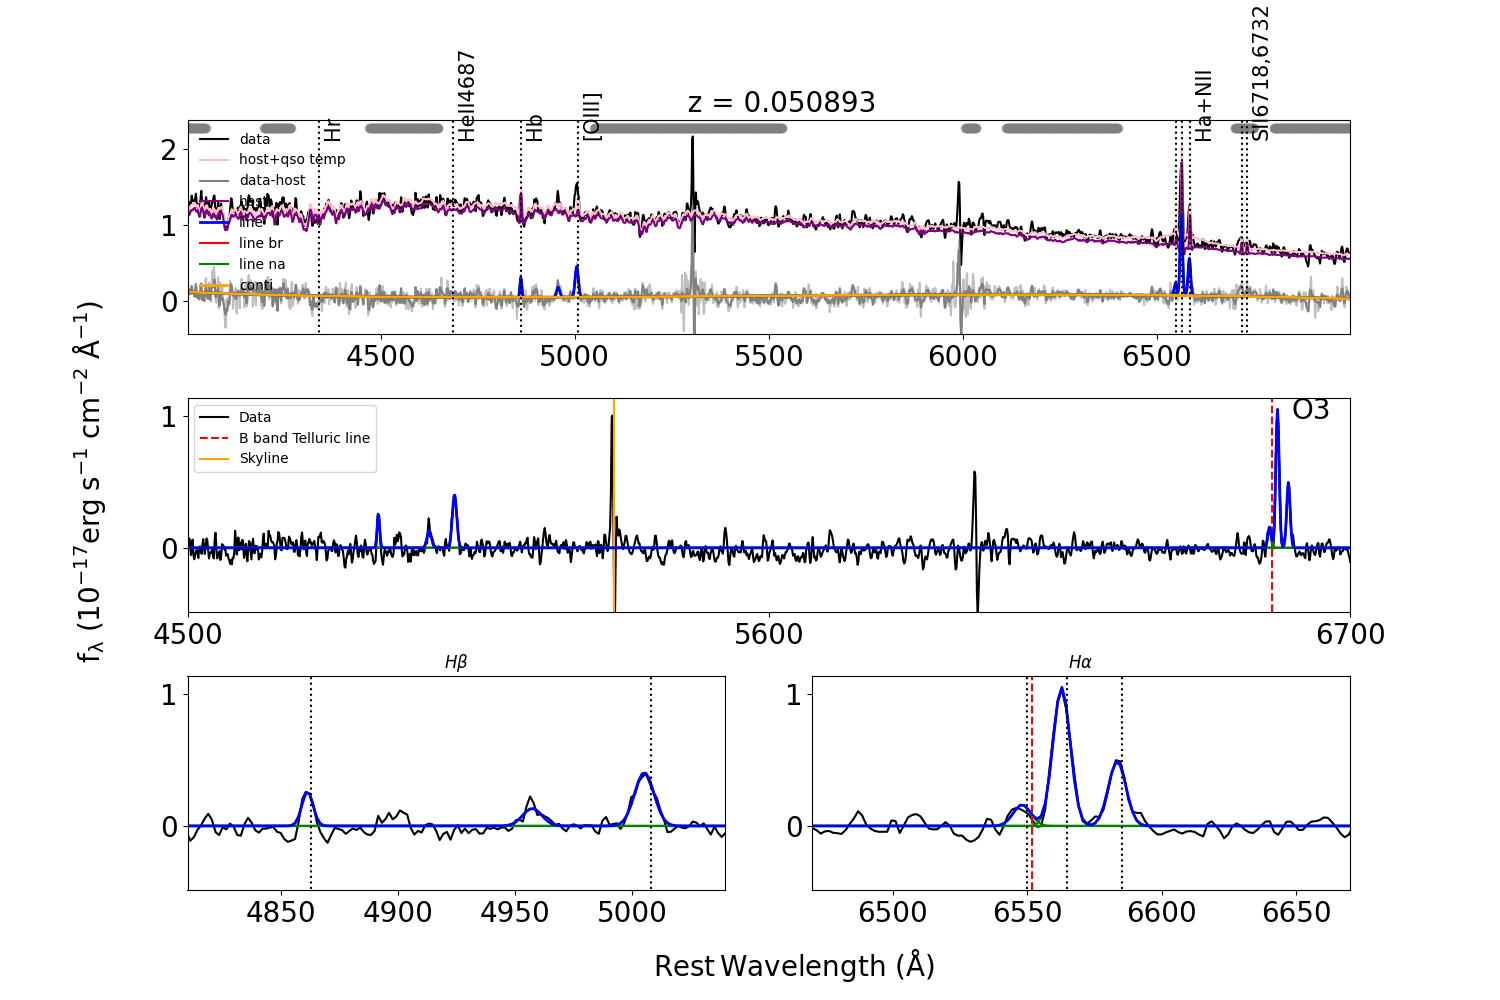 z = 0.050893
Hr
HeII4687
Hb
[OIII]
Ha+NII
SII6718,6732
data
host+qso temp
data-host
host
line
line br
line na
conti
2
1
0
4500 5000 5500 6000 6500
fλ (10⁻¹⁷erg s⁻¹ cm⁻² Å⁻¹)
Data
B band Telluric line
Skyline
O3
1
0
4500 5600 6700
Hβ
1
0
4850 4900 4950 5000
Hα
1
0
6500 6550 6600 6650
Rest Wavelength (Å)